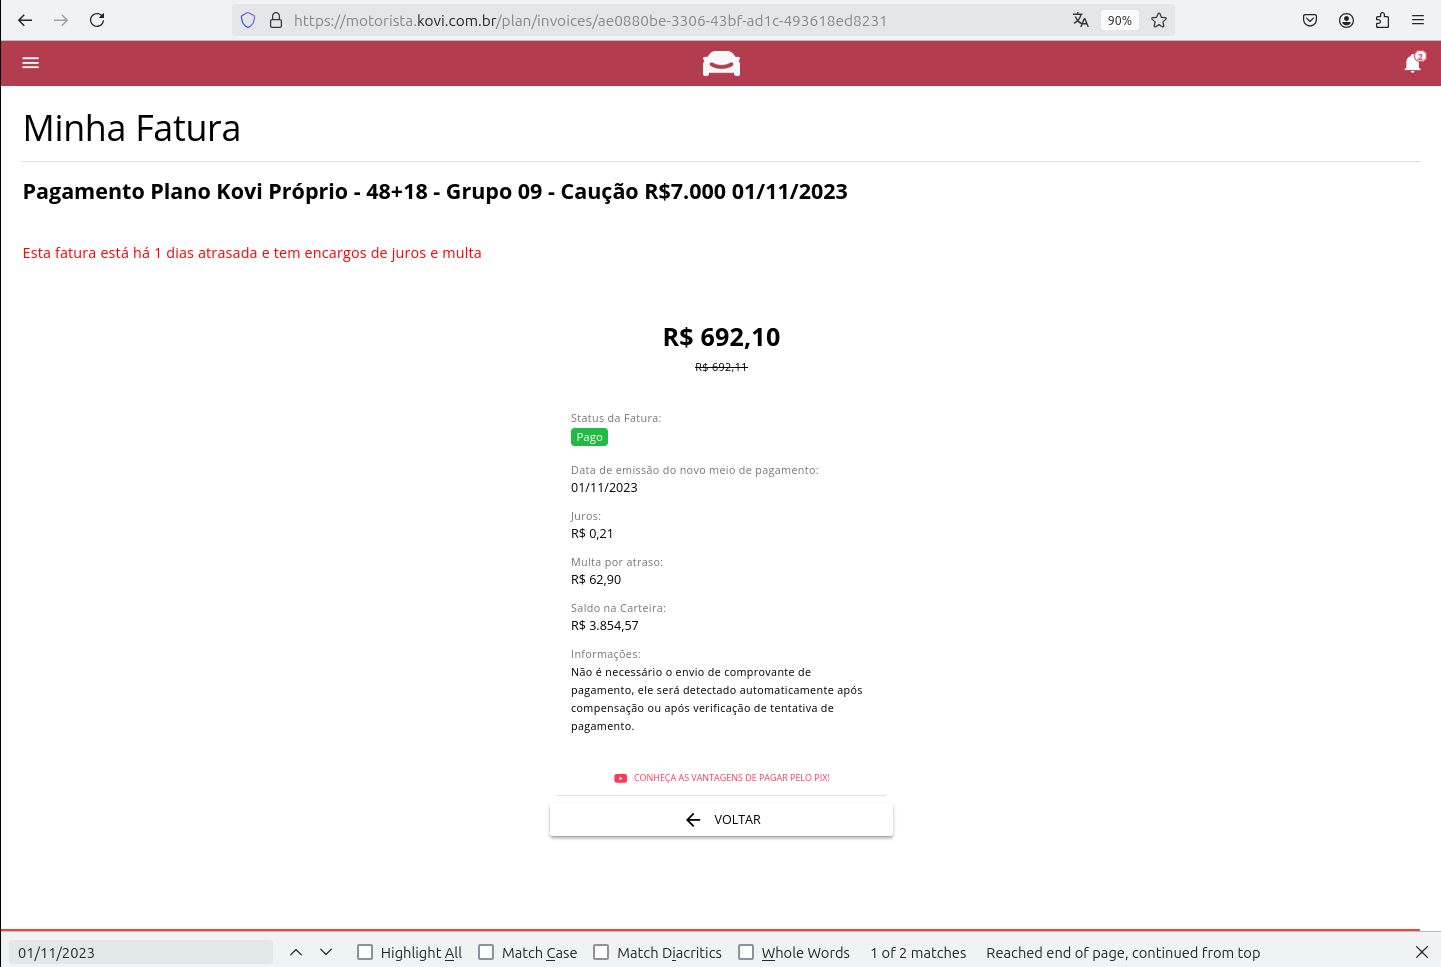 https://motorista.kovi.com.br/plan/invoices/ae0880be-3306-43bf-ad1c-493618ed8231
90%
2
Minha Fatura
Pagamento Plano Kovi Próprio - 48+18 - Grupo 09 - Caução R$7.000 01/11/2023
Esta fatura está há 1 dias atrasada e tem encargos de juros e multa
R$ 692,10
R$ 692,11
Status da Fatura:
Pago
Data de emissão do novo meio de pagamento:
01/11/2023
Juros:
R$ 0,21
Multa por atraso:
R$ 62,90
Saldo na Carteira:
R$ 3.854,57
Informações:
Não é necessário o envio de comprovante de
pagamento, ele será detectado automaticamente após
compensação ou após verificação de tentativa de
pagamento.
CONHEÇA AS VANTAGENS DE PAGAR PELO PIX!
VOLTAR
01/11/2023 Highlight All Match Case Match Diacritics Whole Words 1 of 2 matches Reached end of page, continued from top